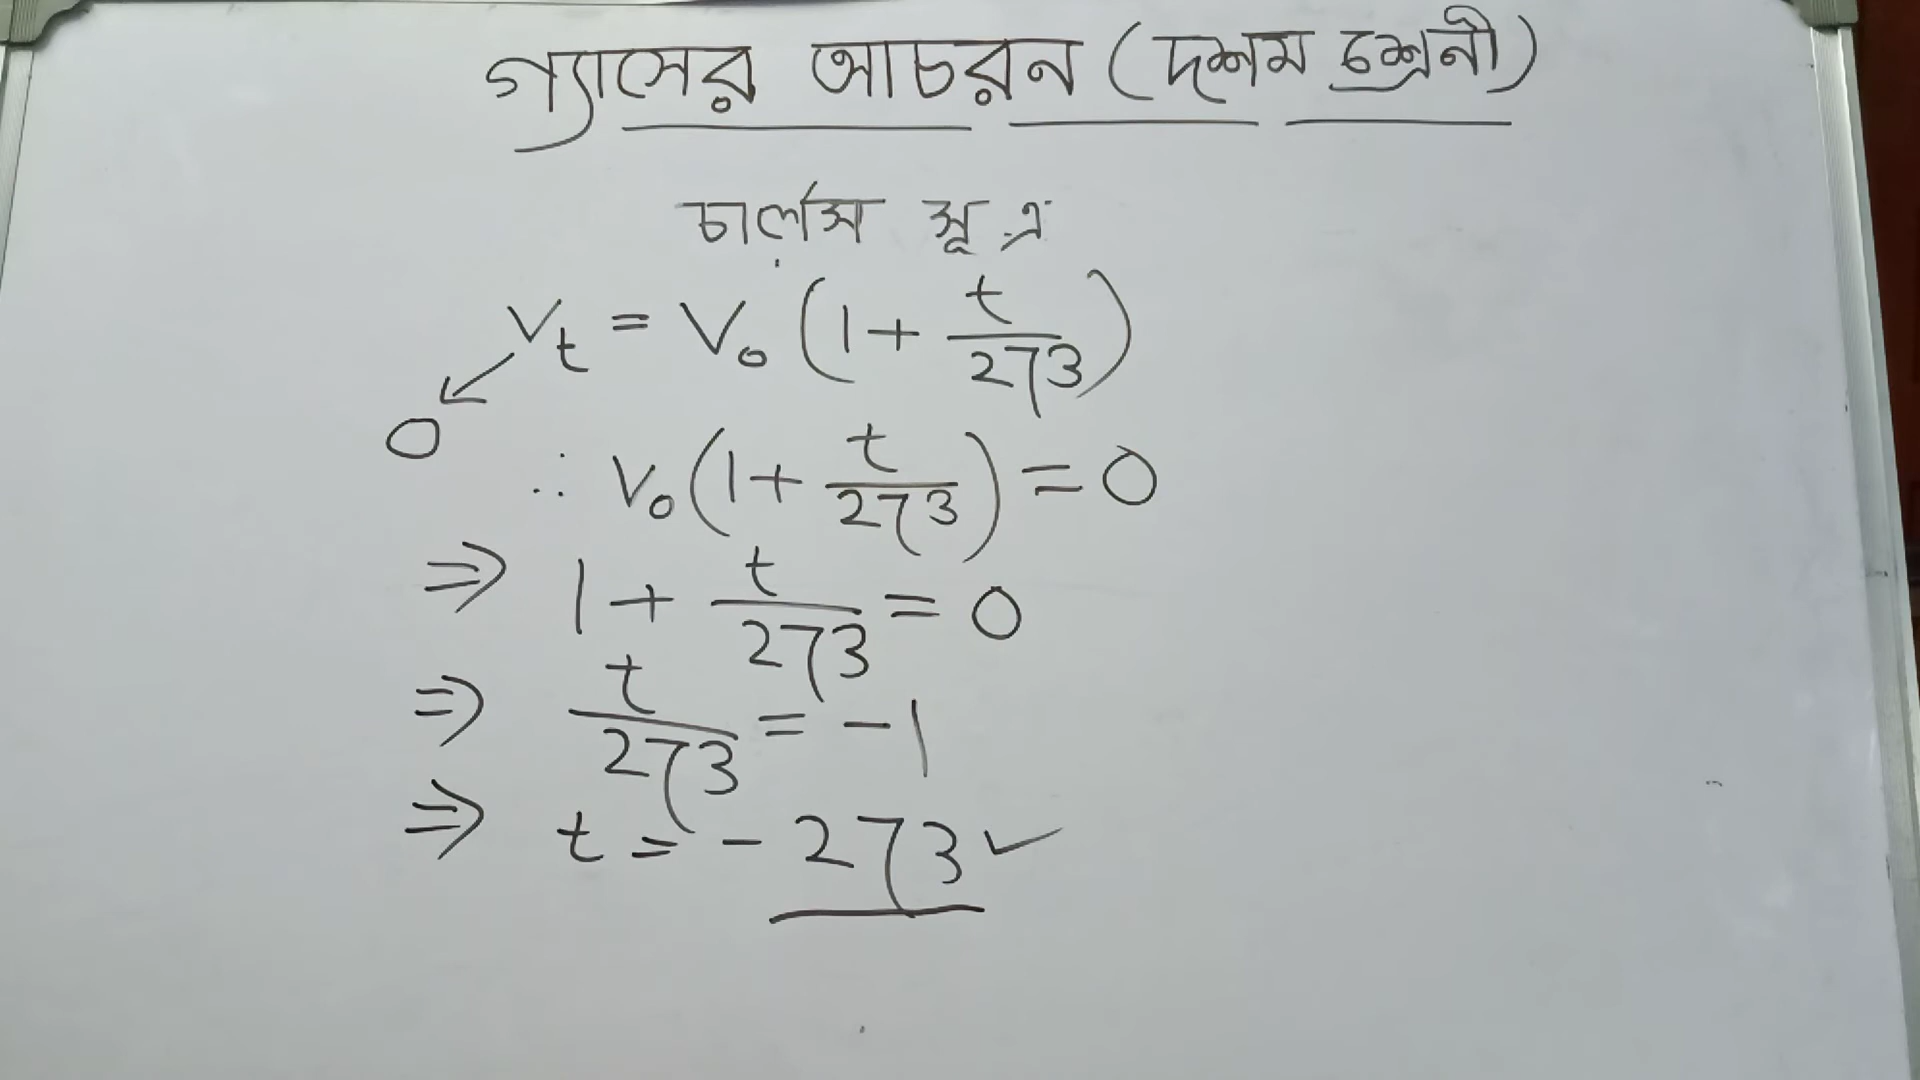 গ্যাসের আচরন (দশম শ্রেনী)
চার্লস সূত্র
Vt = V₀ (1 + t/273)
0
∴ V₀ (1 + t/273) = 0
⇒ 1 + t/273 = 0
⇒ t/273 = -1
⇒ t = - 273 ✓